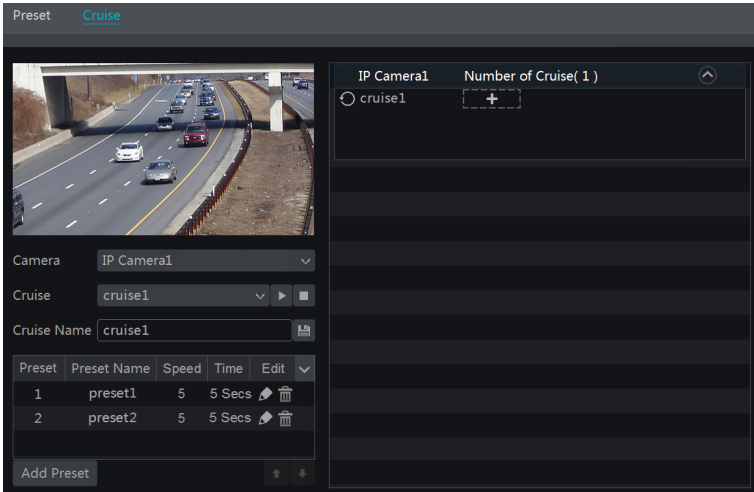 Preset Cruise
IP Camera1 Number of Cruise( 1 )
cruise1
Camera IP Camera1
Cruise cruise1
Cruise Name cruise1
Preset Preset Name Speed Time Edit
1 preset1 5 5 Secs
2 preset2 5 5 Secs
Add Preset